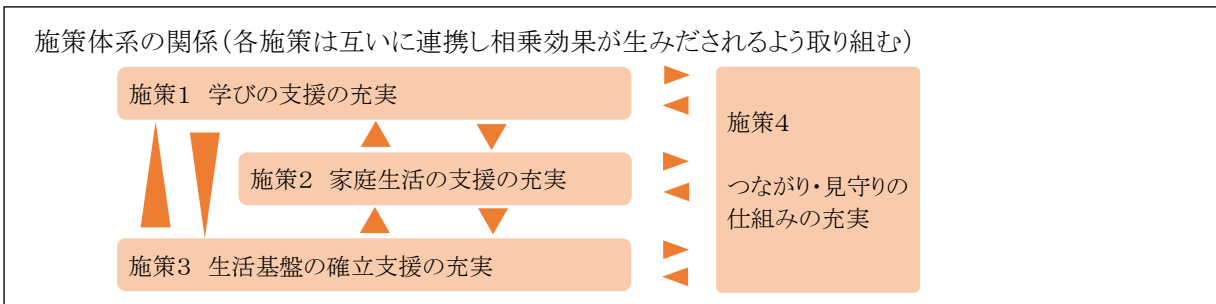 施策体系の関係(各施策は互いに連携し相乗効果が生みだされるよう取り組む)
施策1 学びの支援の充実
施策2 家庭生活の支援の充実
施策3 生活基盤の確立支援の充実
施策4
つながり・見守りの
仕組みの充実